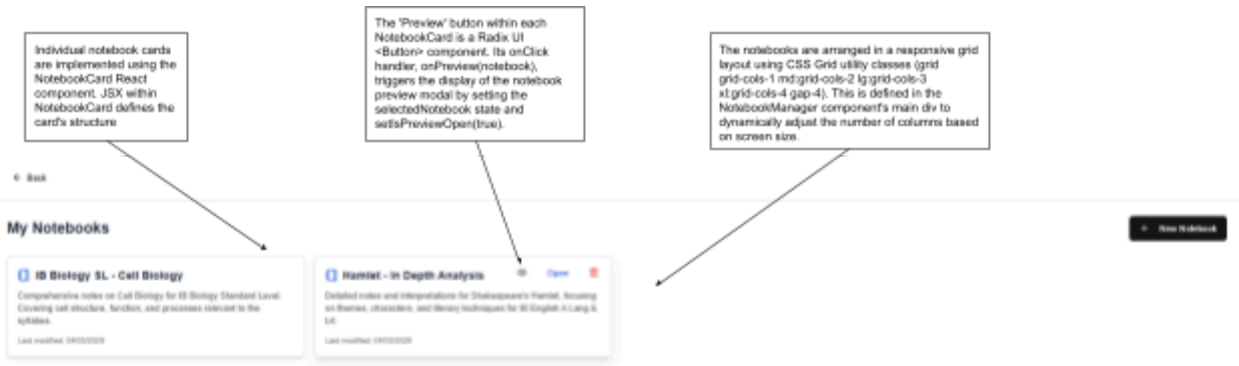 Individual notebook cards
are implemented using the
NotebookCard React
component. JSX within
NotebookCard defines the
card's structure
The 'Preview' button within each
NotebookCard is a Radix UI
<Button> component. Its onClick
handler, onPreview(notebook),
triggers the display of the notebook
preview modal by setting the
selectedNotebook state and
setIsPreviewOpen(true).
The notebooks are arranged in a responsive grid
layout using CSS Grid utility classes (grid
grid-cols-1 md:grid-cols-2 lg:grid-cols-3
xl:grid-cols-4 gap-4). This is defined in the
NotebookManager component's main div to
dynamically adjust the number of columns based
on screen size.
← Back
My Notebooks
+ New Notebook
IB Biology SL - Cell Biology
Comprehensive notes on Cell Biology for IB Biology Standard Level.
Covering cell structure, function, and processes relevant to the
syllabus.
Last modified:
Hamlet - In Depth Analysis
Open
Detailed notes and interpretations for Shakespeare's Hamlet, focusing
on themes, characters, and literary techniques for IB English A Lang &
Lit.
Last modified: